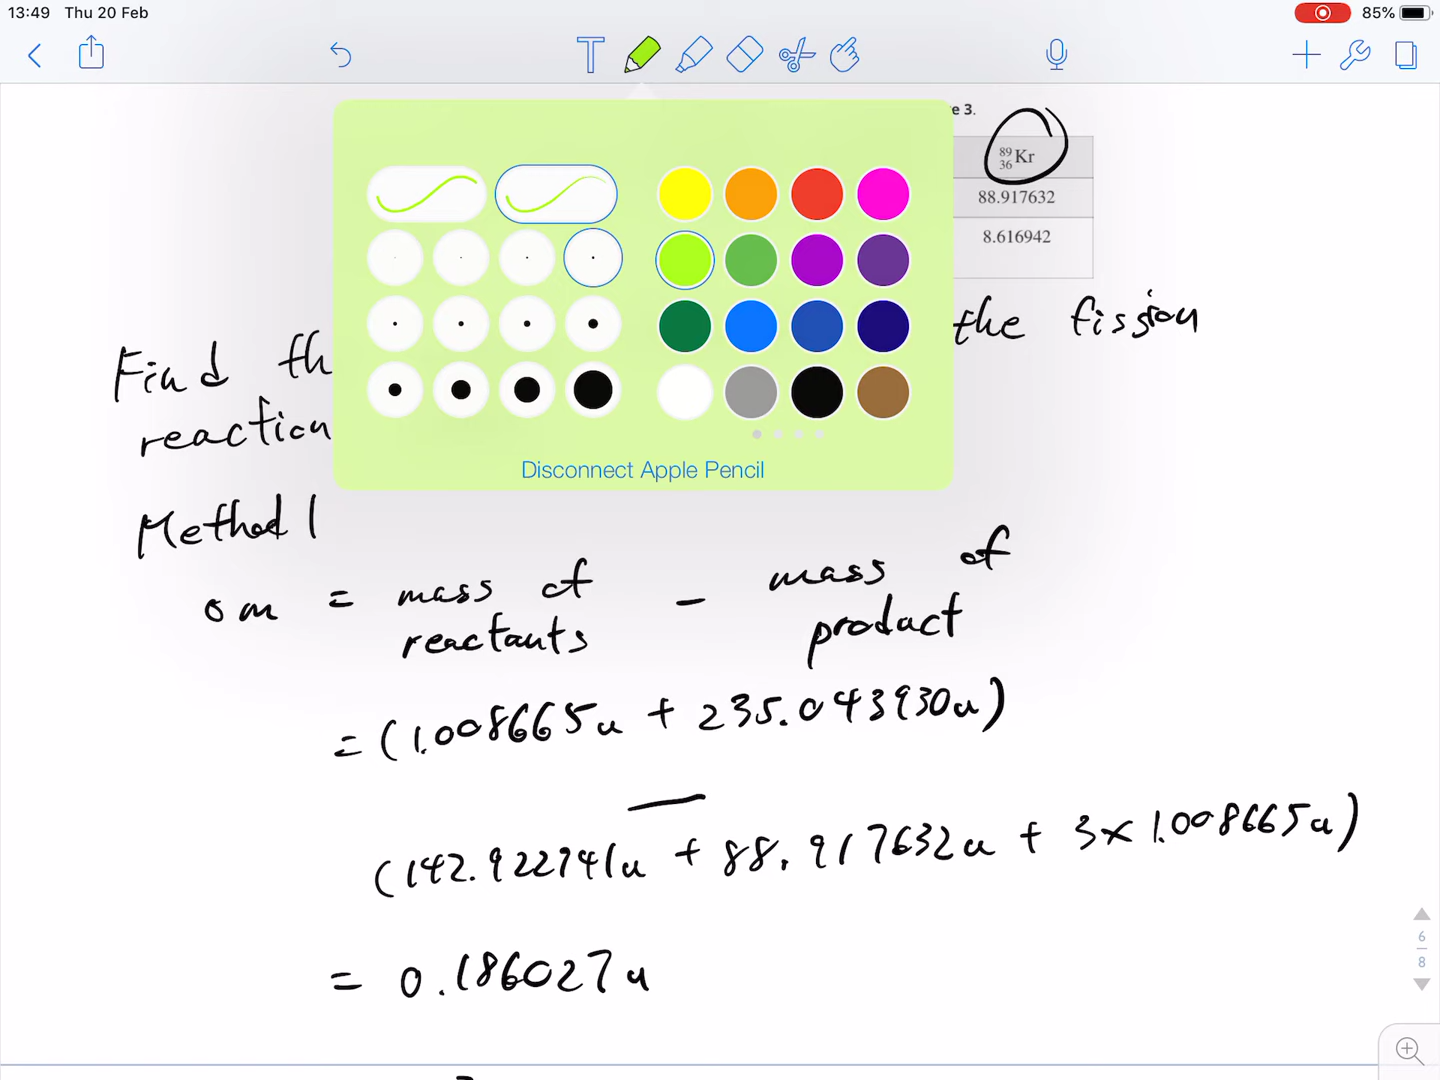 13:49 Thu 20 Feb 85%
T
e 3.
89 36 Kr
88.917632
8.616942
Find th the fission
reaction
Disconnect Apple Pencil
Method 1
Δm = mass of reactants - mass of product
= (1.008665u + 235.043930u)
—
(142.922741u + 88.917632u + 3×1.008665u)
= 0.186027u
6
8